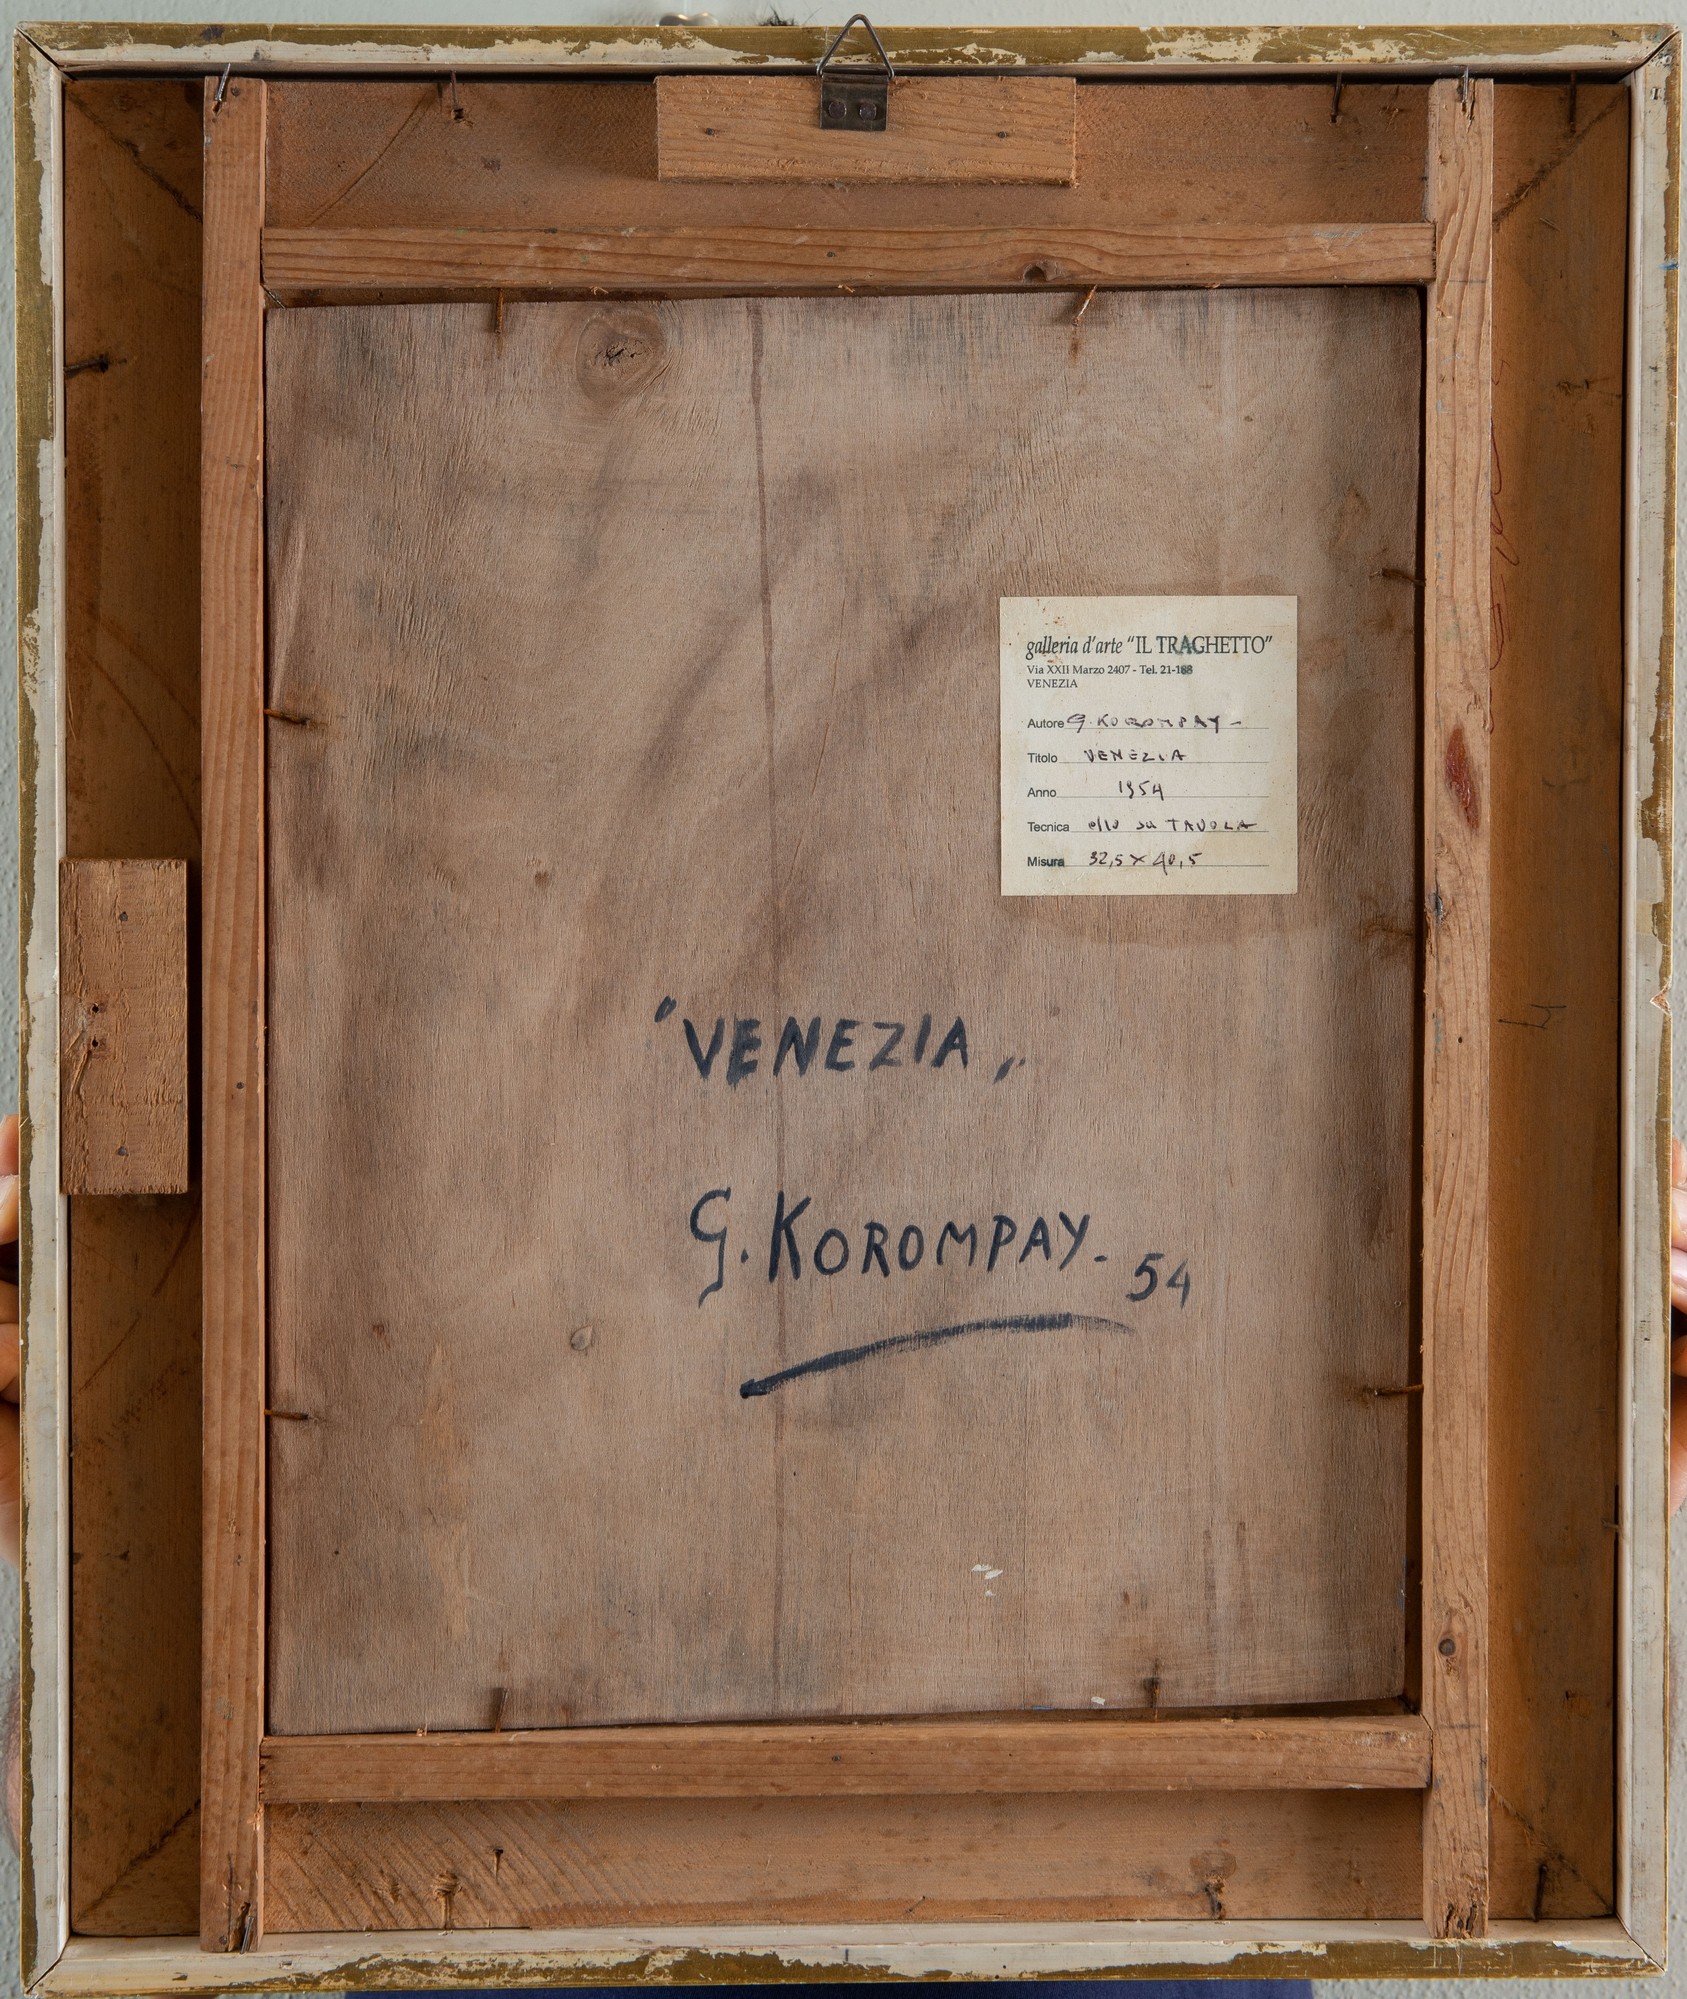 galleria d'arte "IL TRAGHETTO"
Via XXII Marzo 2407 - Tel. 21-188
VENEZIA
Autore G. KOROMPAY -
Titolo VENEZIA
Anno 1954
Tecnica olio su TAVOLA
Misura 32,5 x 40,5
"VENEZIA„
G. KOROMPAY - 54